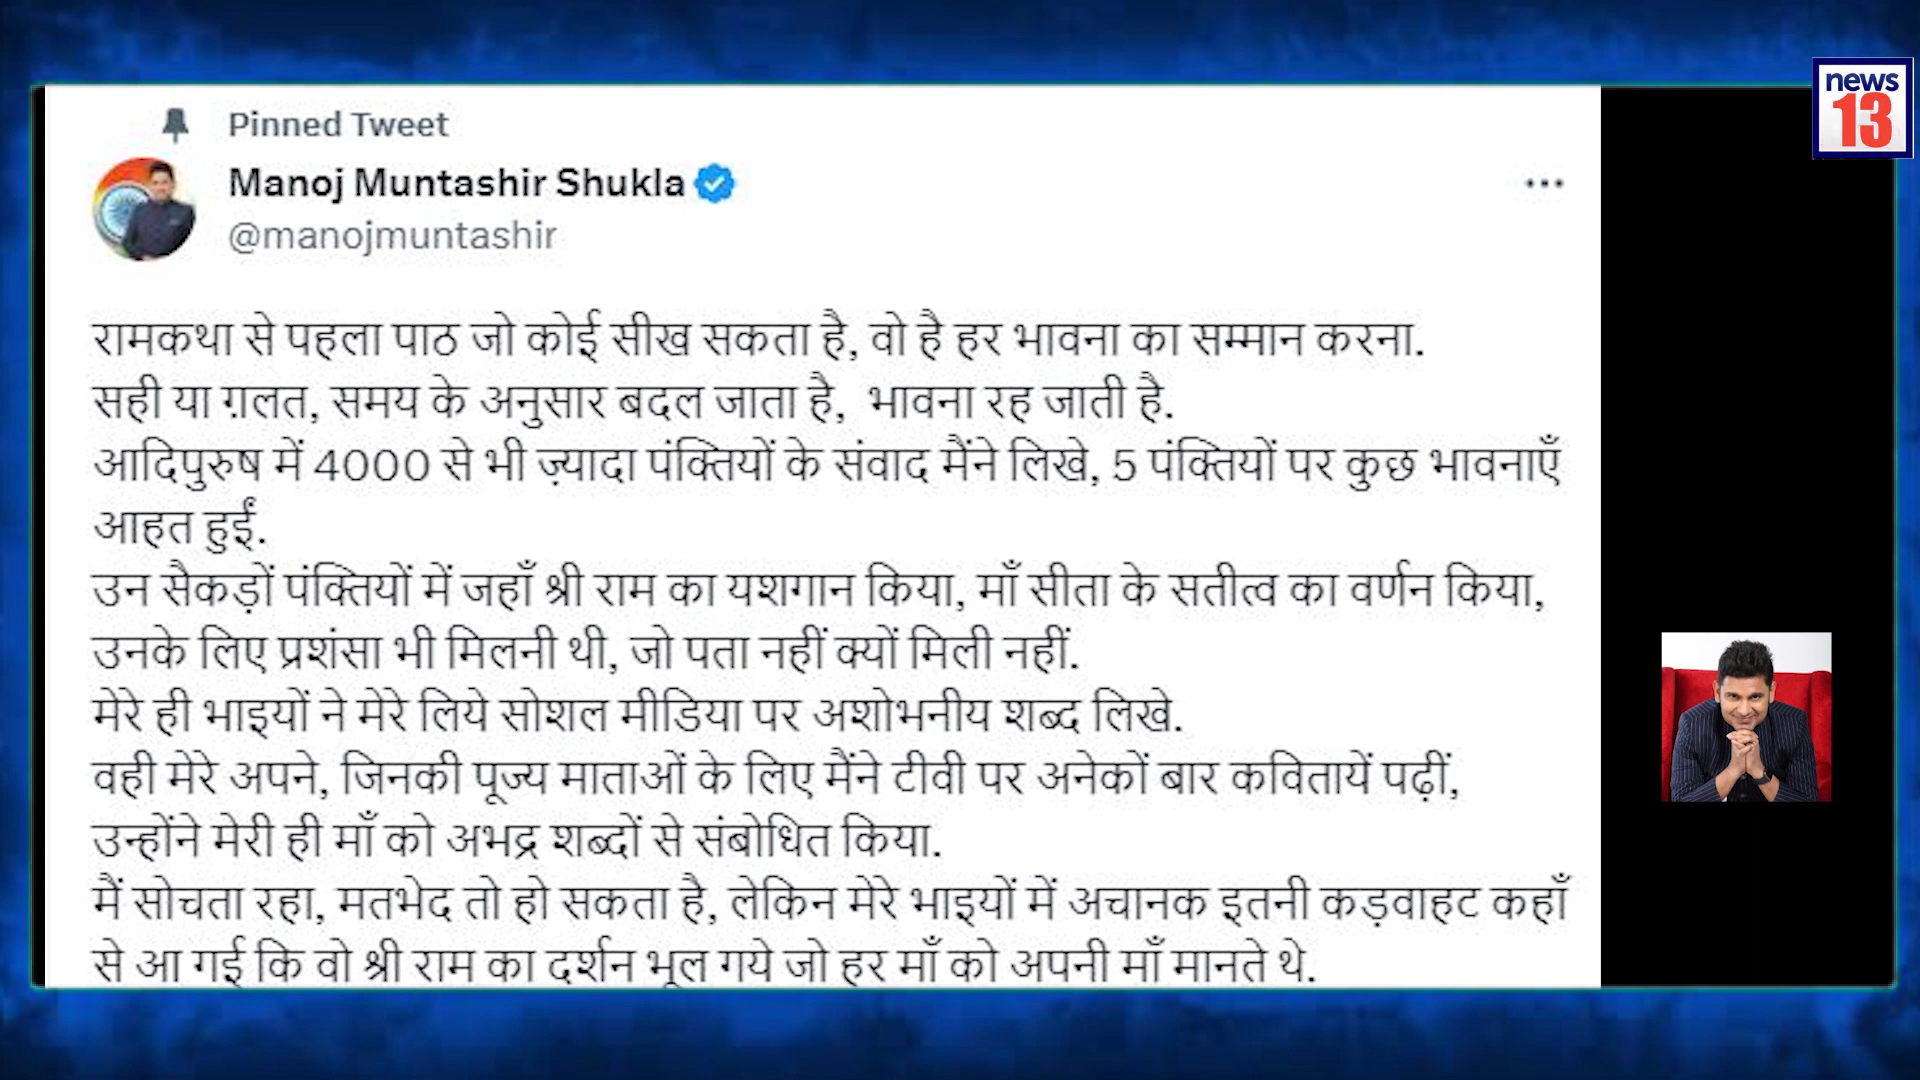 news
13
Pinned Tweet
Manoj Muntashir Shukla
@manojmuntashir
रामकथा से पहला पाठ जो कोई सीख सकता है, वो है हर भावना का सम्मान करना.
सही या ग़लत, समय के अनुसार बदल जाता है, भावना रह जाती है.
आदिपुरुष में 4000 से भी ज़्यादा पंक्तियों के संवाद मैंने लिखे, 5 पंक्तियों पर कुछ भावनाएँ
आहत हुईं.
उन सैकड़ों पंक्तियों में जहाँ श्री राम का यशगान किया, माँ सीता के सतीत्व का वर्णन किया,
उनके लिए प्रशंसा भी मिलनी थी, जो पता नहीं क्यों मिली नहीं.
मेरे ही भाइयों ने मेरे लिये सोशल मीडिया पर अशोभनीय शब्द लिखे.
वही मेरे अपने, जिनकी पूज्य माताओं के लिए मैंने टीवी पर अनेकों बार कवितायें पढ़ीं,
उन्होंने मेरी ही माँ को अभद्र शब्दों से संबोधित किया.
मैं सोचता रहा, मतभेद तो हो सकता है, लेकिन मेरे भाइयों में अचानक इतनी कड़वाहट कहाँ
से आ गई कि वो श्री राम का दर्शन भूल गये जो हर माँ को अपनी माँ मानते थे.